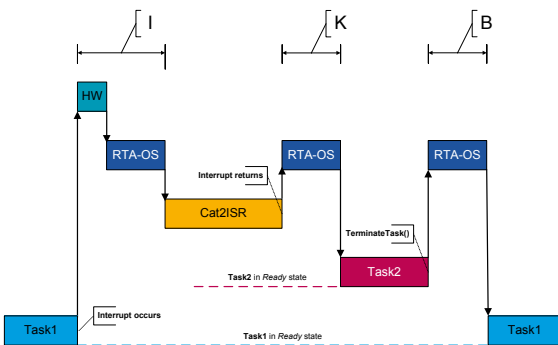 I
K
B
HW
RTA-OS
RTA-OS
RTA-OS
Interrupt returns
Cat2ISR
TerminateTask()
Task2
Task2 in Ready state
Interrupt occurs
Task1
Task1
Task1 in Ready state